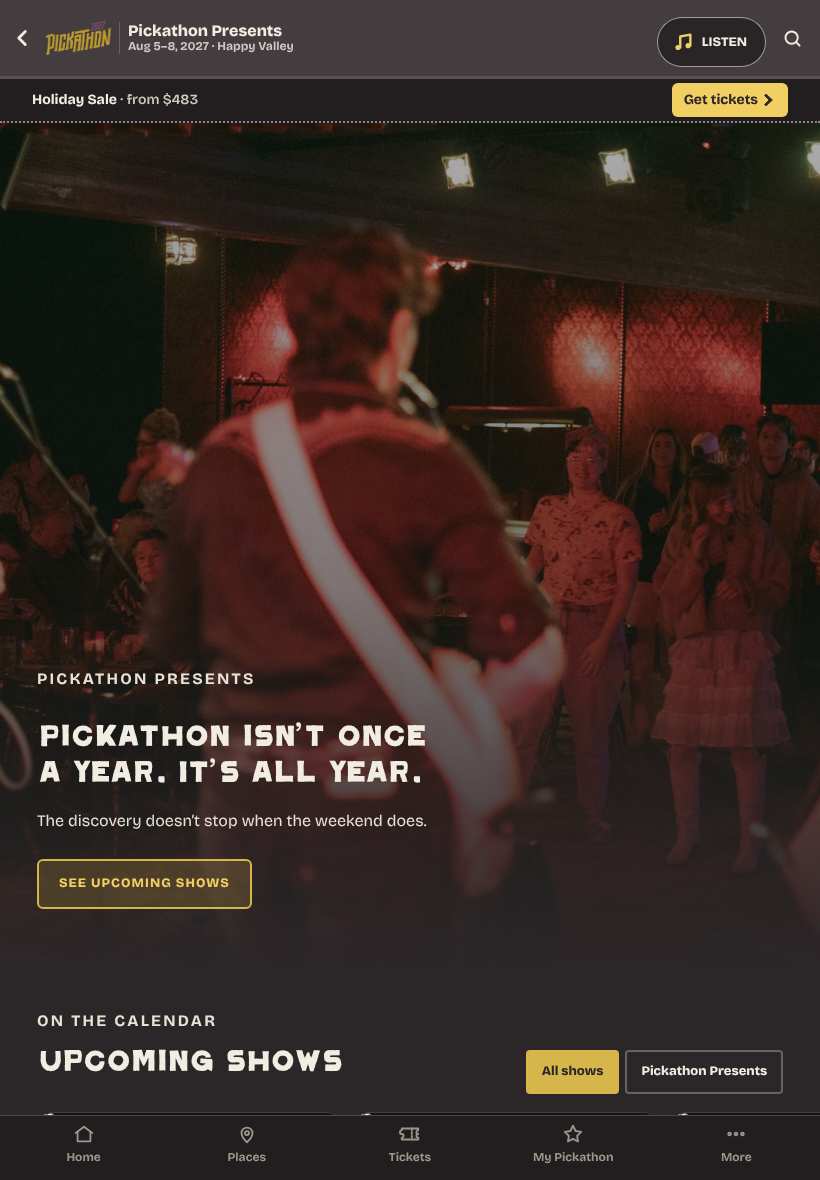 PICKATHON
Pickathon Presents
Aug 5–8, 2027 · Happy Valley
LISTEN
Holiday Sale · from $483
Get tickets
PICKATHON PRESENTS
PICKATHON ISN'T ONCE
A YEAR. IT'S ALL YEAR.
The discovery doesn't stop when the weekend does.
SEE UPCOMING SHOWS
ON THE CALENDAR
UPCOMING SHOWS
All shows
Pickathon Presents
Home
Places
Tickets
My Pickathon
More